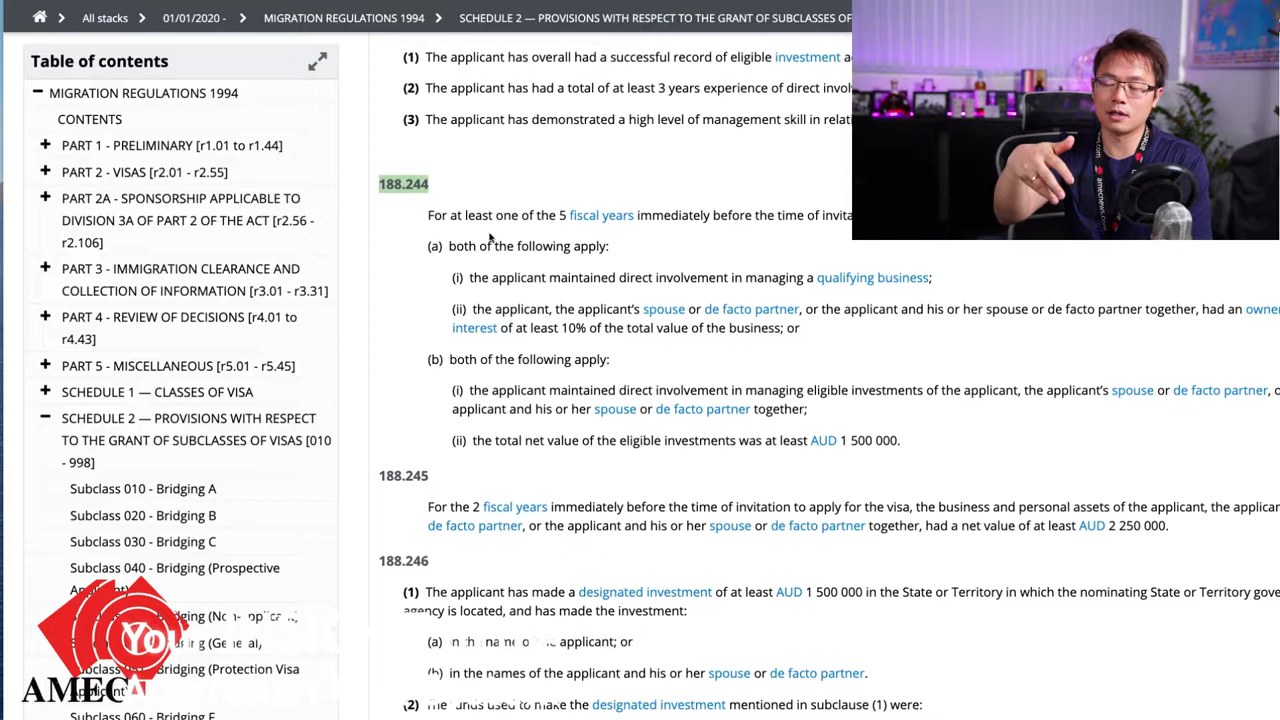 All stacks 01/01/2020 - MIGRATION REGULATIONS 1994 SCHEDULE 2 — PROVISIONS WITH RESPECT TO THE GRANT OF SUBCLASSES OF
Table of contents
MIGRATION REGULATIONS 1994
CONTENTS
PART 1 - PRELIMINARY [r1.01 to r1.44]
PART 2 - VISAS [r2.01 - r2.55]
PART 2A - SPONSORSHIP APPLICABLE TO
DIVISION 3A OF PART 2 OF THE ACT [r2.56 -
r2.106]
PART 3 - IMMIGRATION CLEARANCE AND
COLLECTION OF INFORMATION [r3.01 - r3.31]
PART 4 - REVIEW OF DECISIONS [r4.01 to
r4.43]
PART 5 - MISCELLANEOUS [r5.01 - r5.45]
SCHEDULE 1 — CLASSES OF VISA
SCHEDULE 2 — PROVISIONS WITH RESPECT
TO THE GRANT OF SUBCLASSES OF VISAS [010
- 998]
Subclass 010 - Bridging A
Subclass 020 - Bridging B
Subclass 030 - Bridging C
Subclass 040 - Bridging (Prospective
Bridging (Non-applicant)
Bridging (General)
Bridging (Protection Visa
Subclass 060 - Bridging F
AMEC
(1) The applicant has overall had a successful record of eligible investment
(2) The applicant has had a total of at least 3 years experience of direct
(3) The applicant has demonstrated a high level of management skill in
188.244
For at least one of the 5 fiscal years immediately before the time of
(a) both of the following apply:
(i) the applicant maintained direct involvement in managing a qualifying business;
(ii) the applicant, the applicant's spouse or de facto partner, or the applicant and his or her spouse or de facto partner together, had an
interest of at least 10% of the total value of the business; or
(b) both of the following apply:
(i) the applicant maintained direct involvement in managing eligible investments of the applicant, the applicant's spouse or de facto partner,
applicant and his or her spouse or de facto partner together;
(ii) the total net value of the eligible investments was at least AUD 1 500 000.
188.245
For the 2 fiscal years immediately before the time of invitation to apply for the visa, the business and personal assets of the applicant, the
de facto partner, or the applicant and his or her spouse or de facto partner together, had a net value of at least AUD 2 250 000.
188.246
(1) The applicant has made a designated investment of at least AUD 1 500 000 in the State or Territory in which the nominating State or Territory
agency is located, and has made the investment:
(a) in the name of the applicant; or
(b) in the names of the applicant and his or her spouse or de facto partner.
(2) The funds used to make the designated investment mentioned in subclause (1) were: